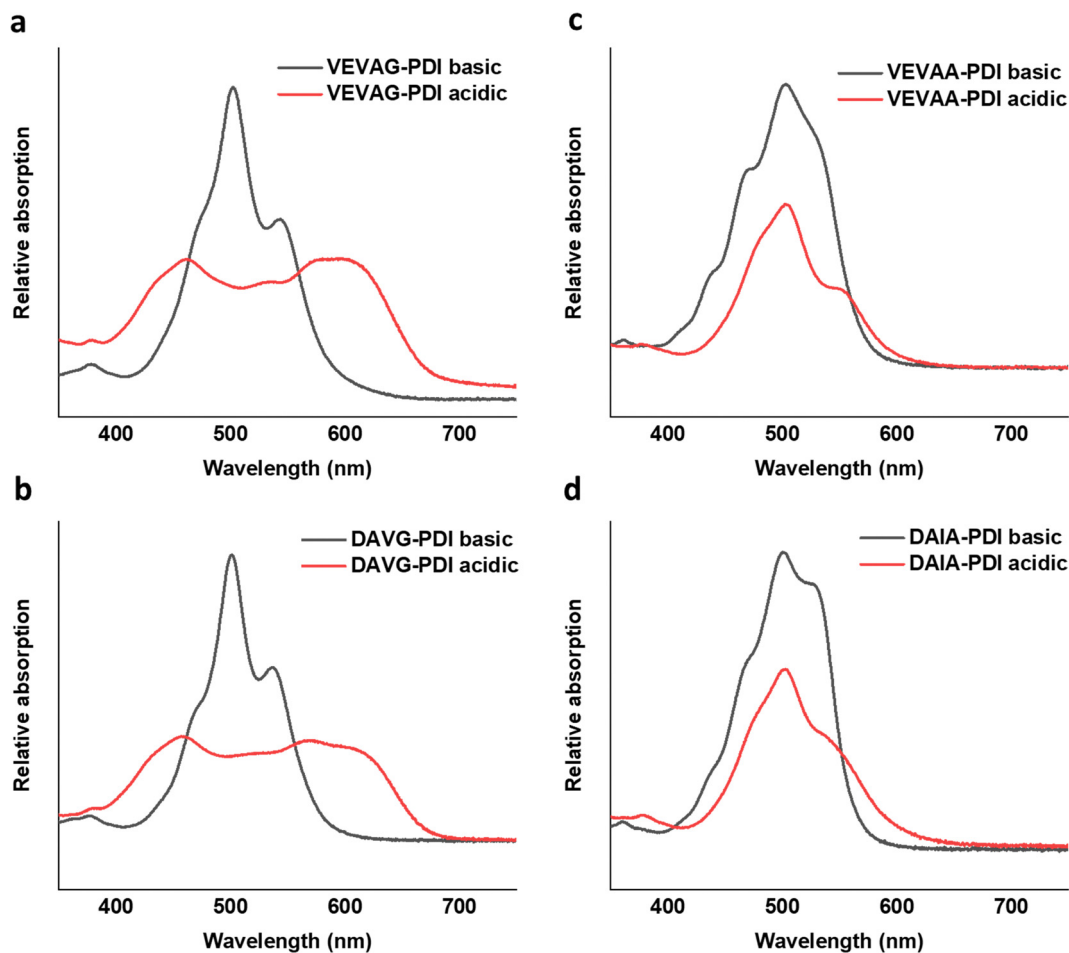 a
VEVAG-PDI basic
VEVAG-PDI acidic
Relative absorption
400 500 600 700
Wavelength (nm)
c
VEVAA-PDI basic
VEVAA-PDI acidic
Relative absorption
400 500 600 700
Wavelength (nm)
b
DAVG-PDI basic
DAVG-PDI acidic
Relative absorption
400 500 600 700
Wavelength (nm)
d
DAIA-PDI basic
DAIA-PDI acidic
Relative absorption
400 500 600 700
Wavelength (nm)